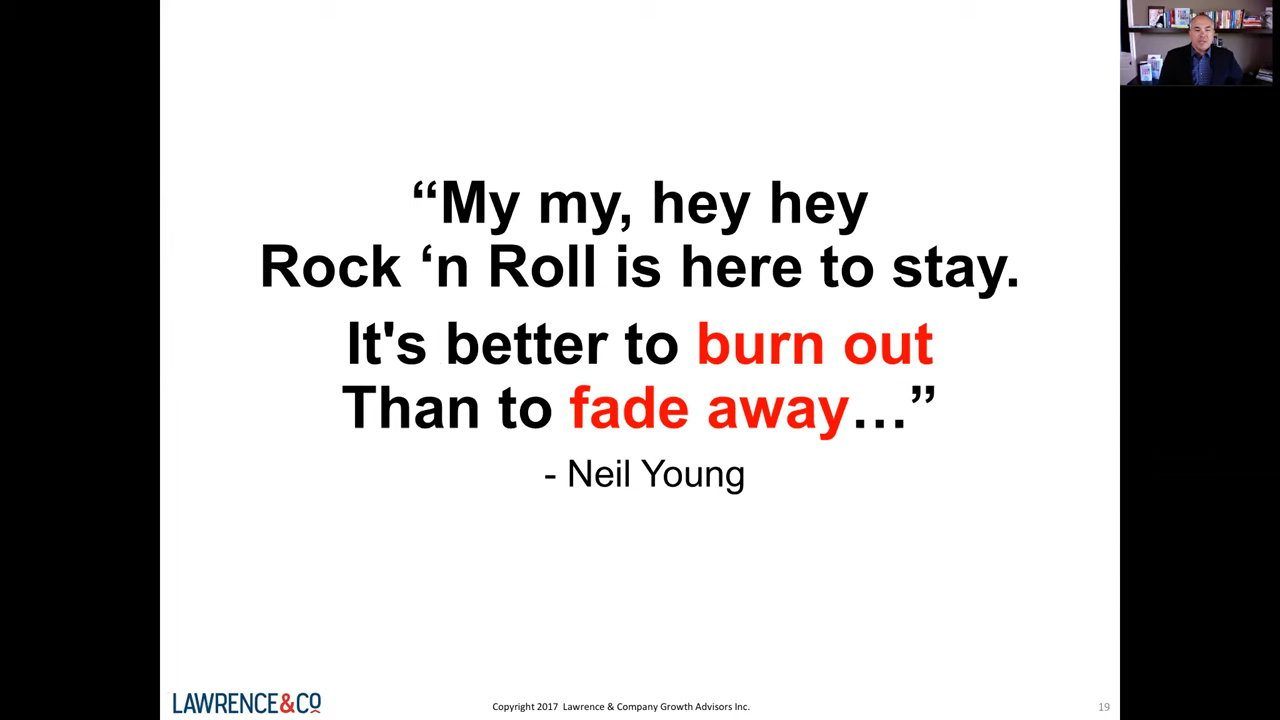 “My my, hey hey
Rock ‘n Roll is here to stay.
It's better to burn out
Than to fade away…”
- Neil Young
LAWRENCE&CO
Copyright 2017 Lawrence & Company Growth Advisors Inc.
19